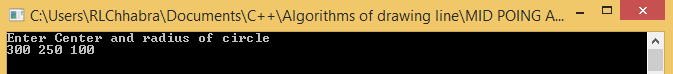 C:\Users\RLChhabra\Documents\C++\Algorithms of drawing line\MID POING A...
Enter Center and radius of circle
300 250 100